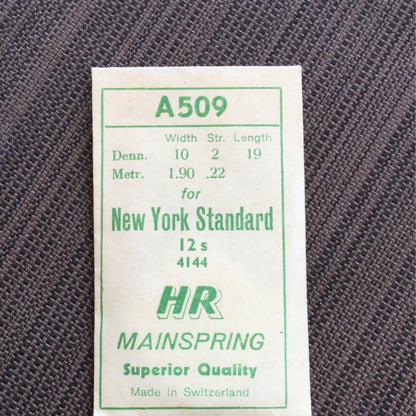 A509
Width Str. Length
Denn. 10 2 19
Metr. 1.90 .22
for
New York Standard
12 s
4144
HR
MAINSPRING
Superior Quality
Made in Switzerland